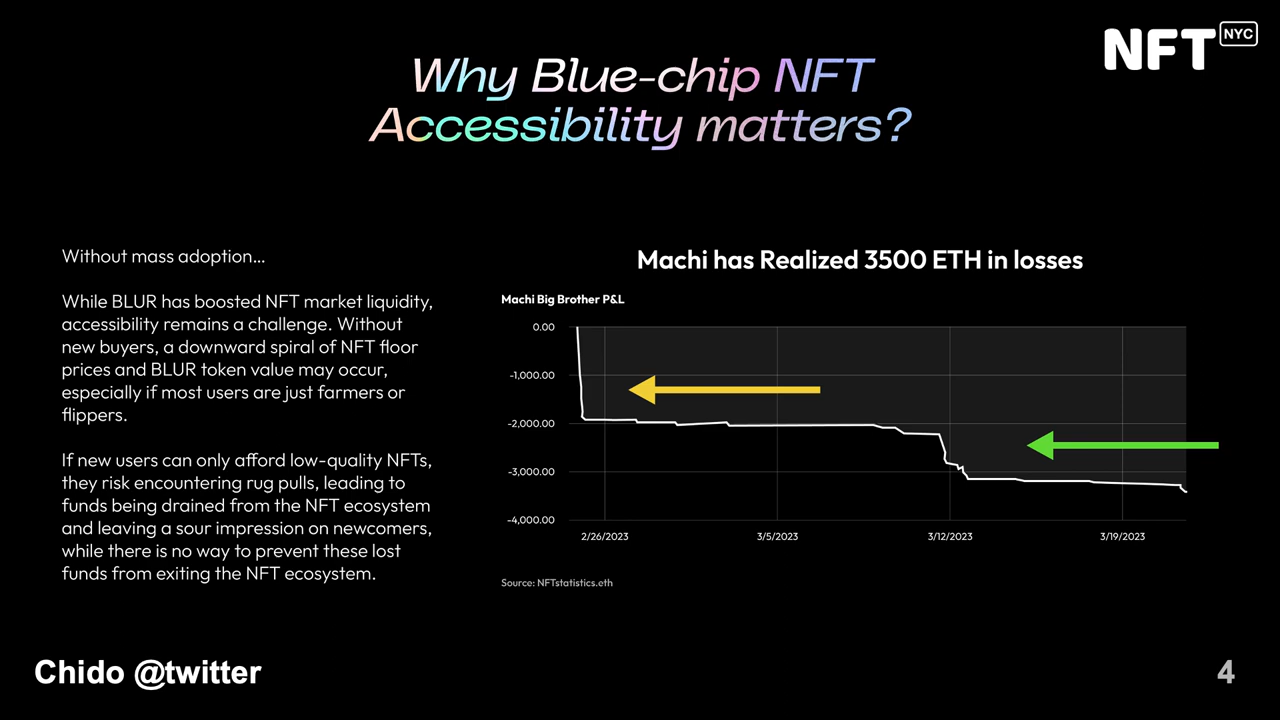 NFT NYC
Why Blue-chip NFT
Accessibility matters?
Without mass adoption...
While BLUR has boosted NFT market liquidity,
accessibility remains a challenge. Without
new buyers, a downward spiral of NFT floor
prices and BLUR token value may occur,
especially if most users are just farmers or
flippers.
If new users can only afford low-quality NFTs,
they risk encountering rug pulls, leading to
funds being drained from the NFT ecosystem
and leaving a sour impression on newcomers,
while there is no way to prevent these lost
funds from exiting the NFT ecosystem.
Machi has Realized 3500 ETH in losses
Machi Big Brother P&L
0.00
-1,000.00
-2,000.00
-3,000.00
-4,000.00
2/26/2023 3/5/2023 3/12/2023 3/19/2023
Source: NFTstatistics.eth
Chido @twitter
4